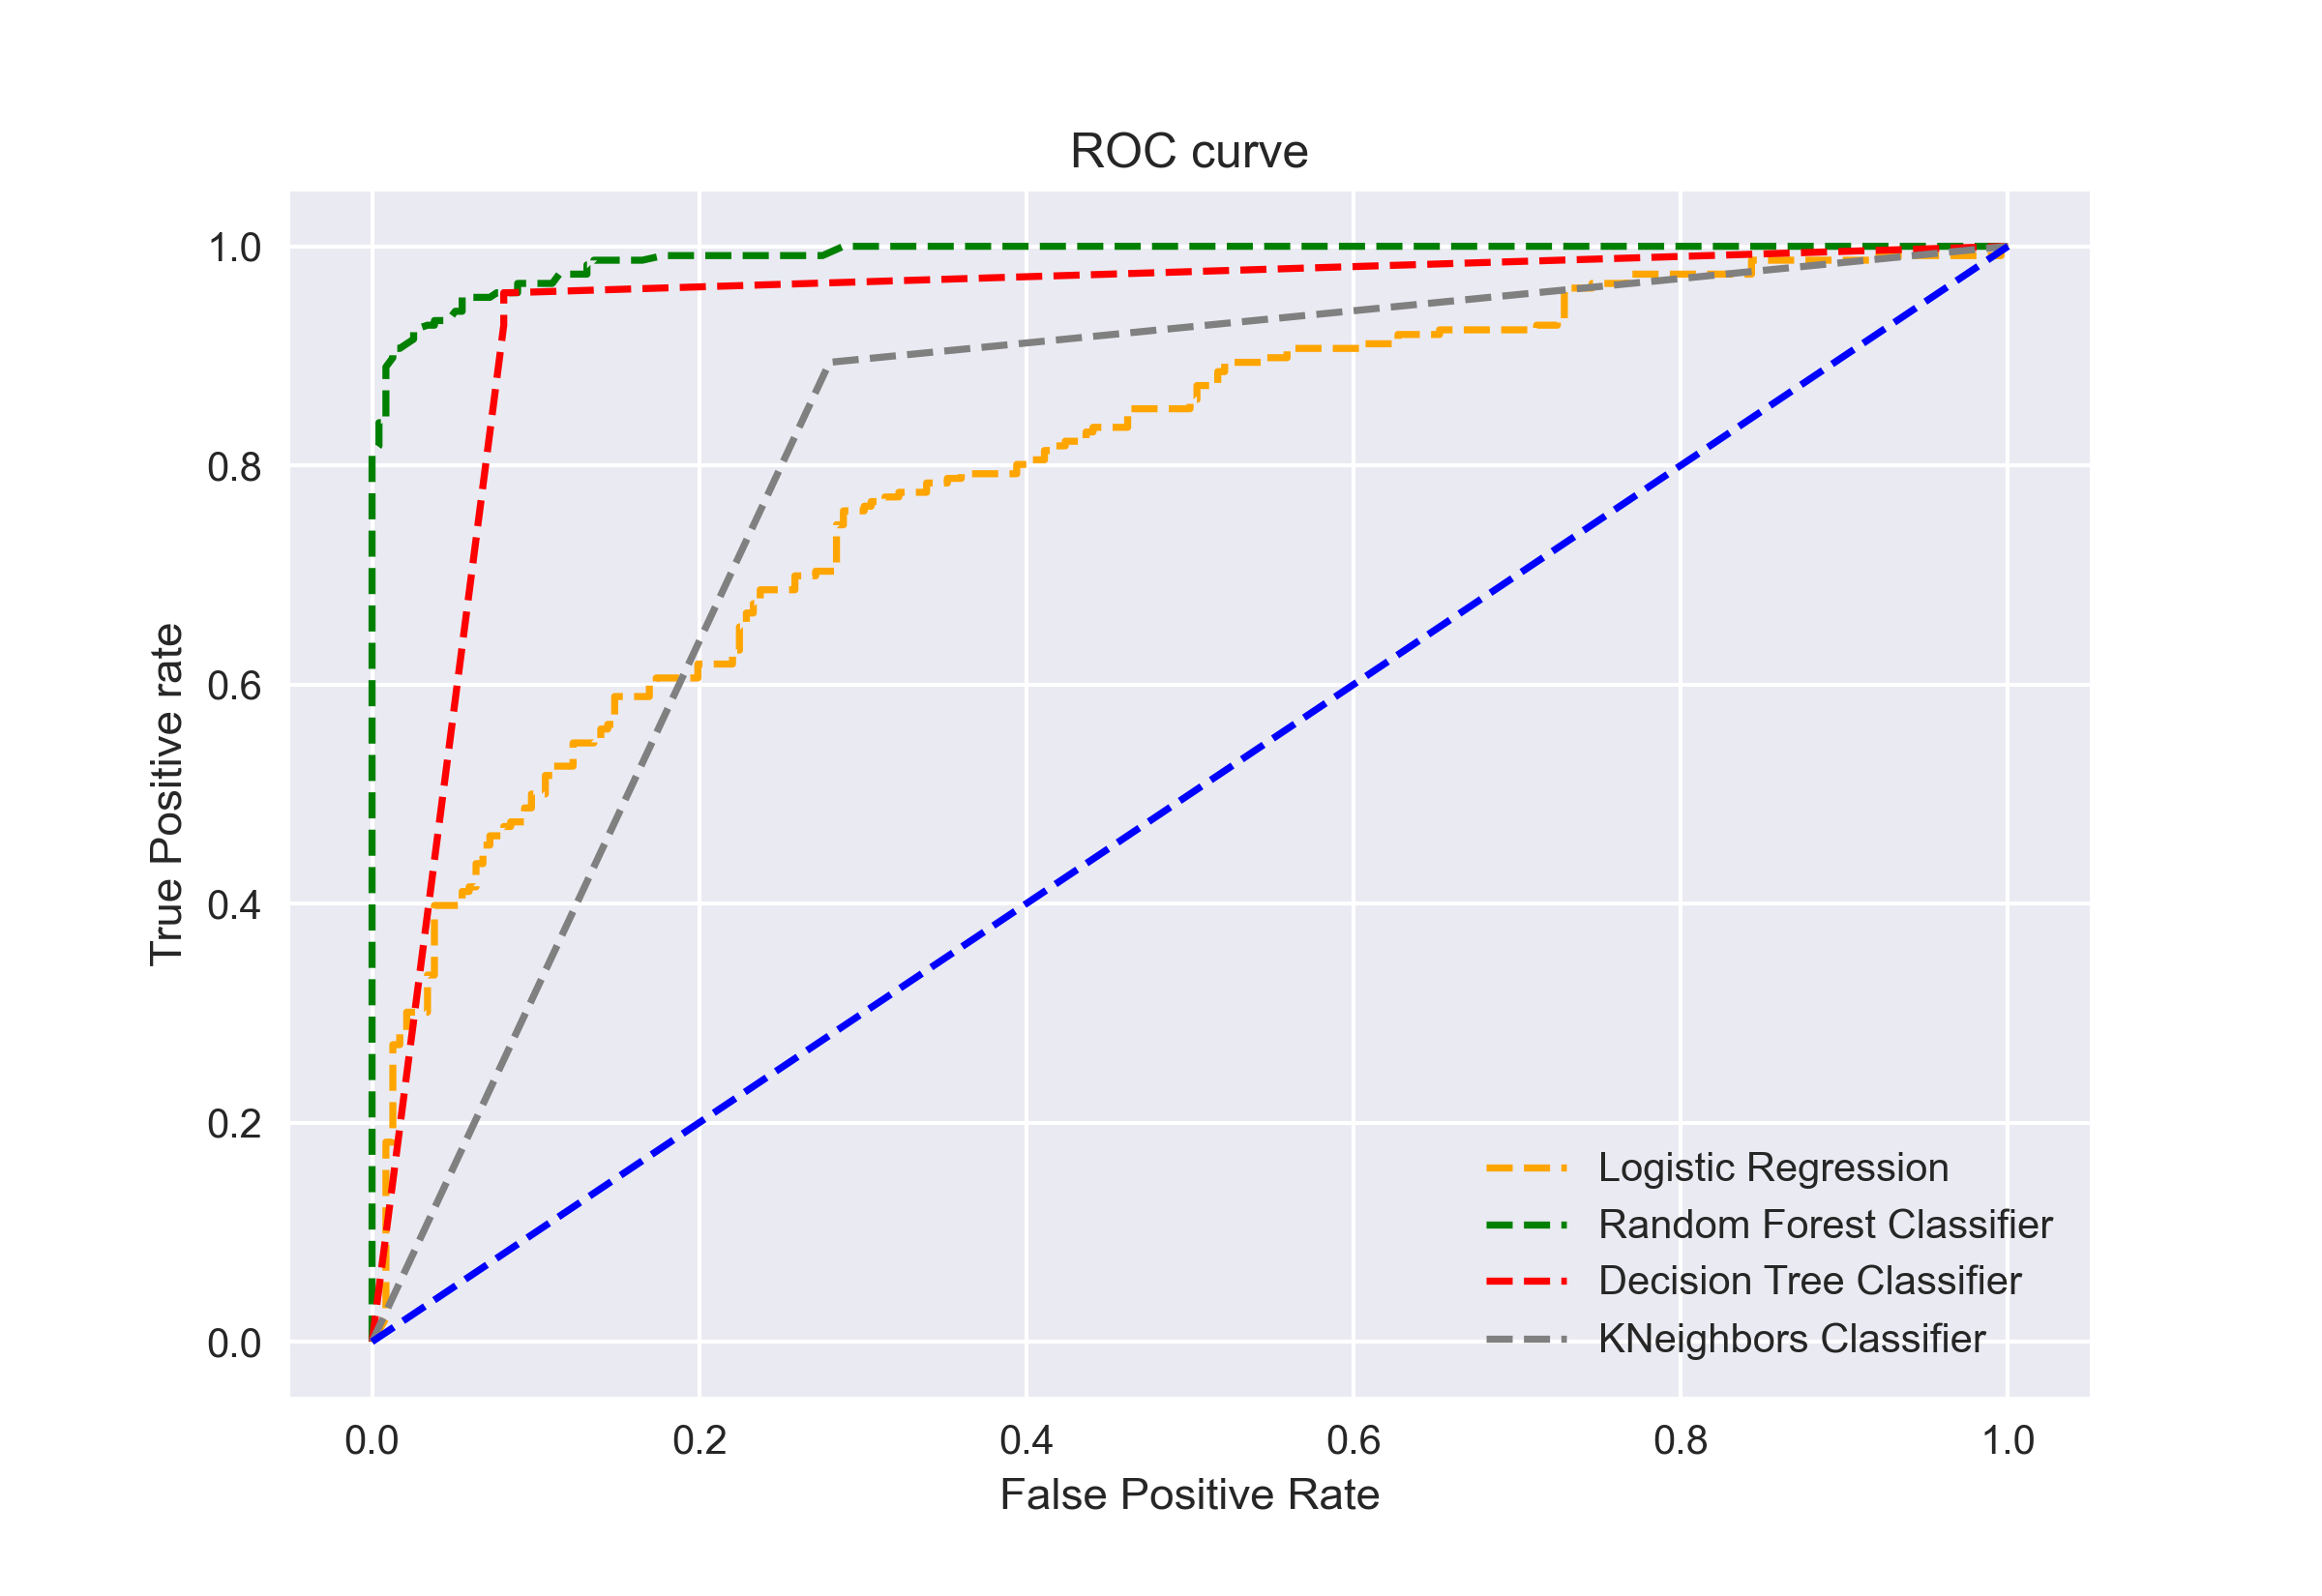 ROC curve
1.0
0.8
0.6
0.4
0.2
0.0
True Positive rate
Logistic Regression
Random Forest Classifier
Decision Tree Classifier
KNeighbors Classifier
0.0 0.2 0.4 0.6 0.8 1.0
False Positive Rate